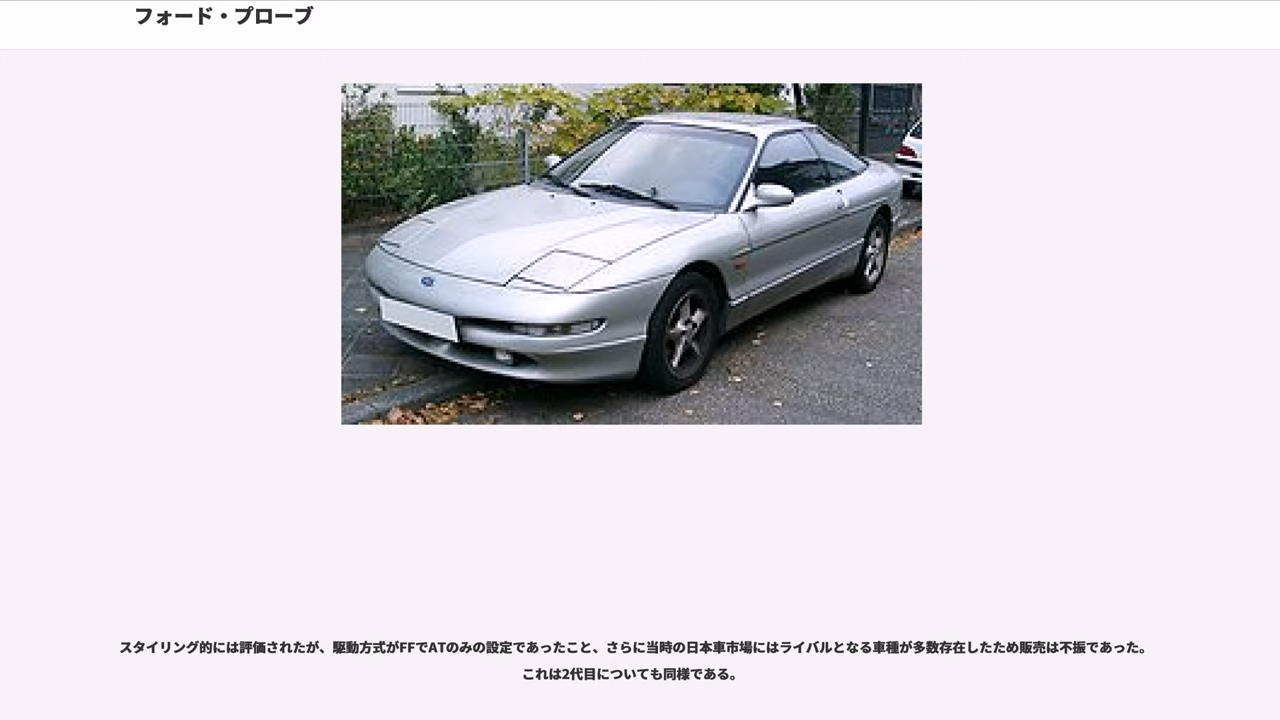 フォード・プローブ
スタイリング的には評価されたが、駆動方式がFFでATのみの設定であったこと、さらに当時の日本車市場にはライバルとなる車種が多数存在したため販売は不振であった。
これは2代目についても同様である。